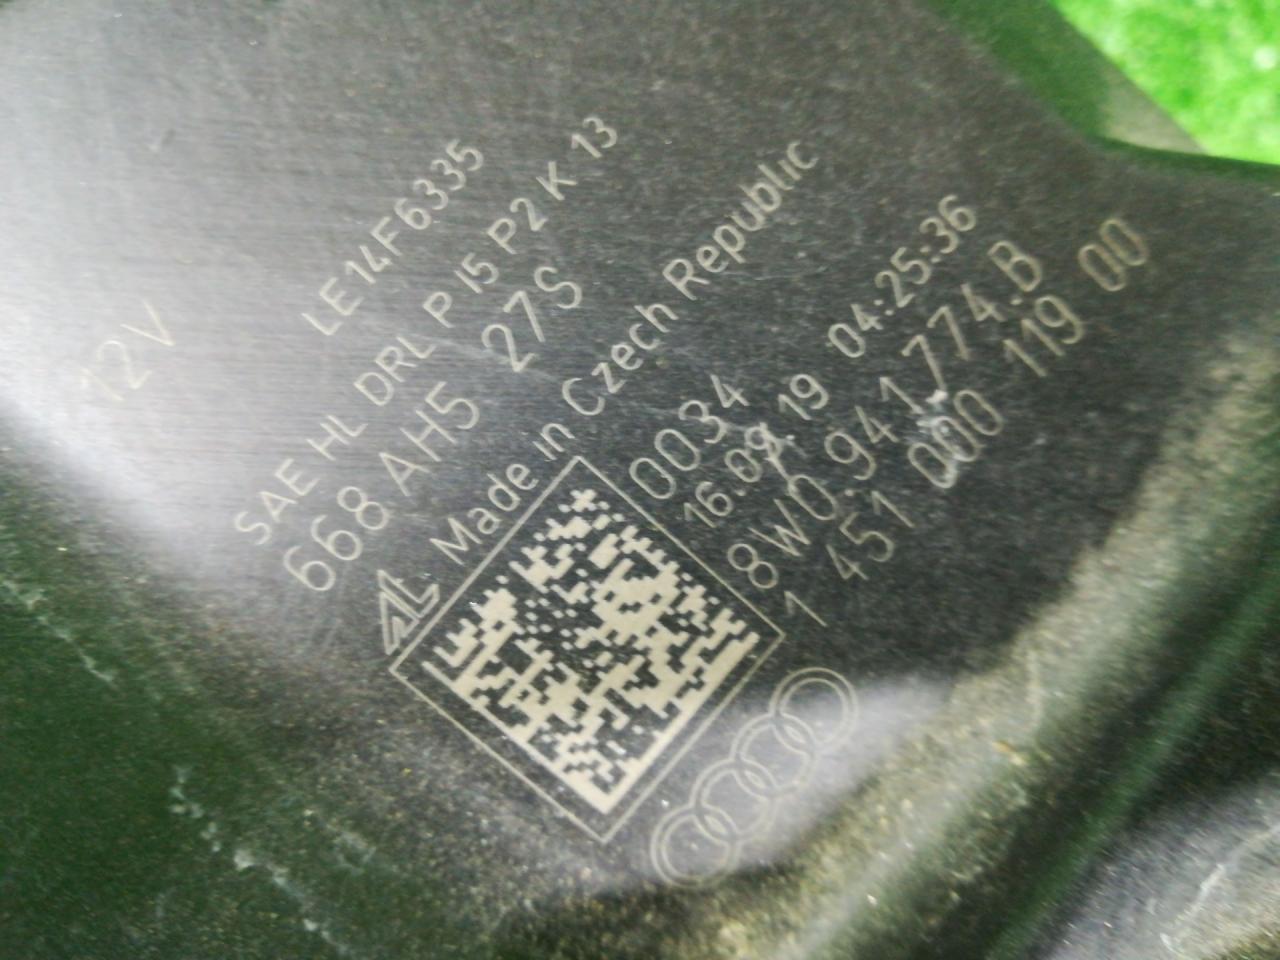 12V
LE14F6335
SAE HL DRL P I5 P2 K 13
668 AH5 27S
AL Made in Czech Republic
0034
16.09.19 04:25:36
8W0.941.774.B
451 000 119 00
1